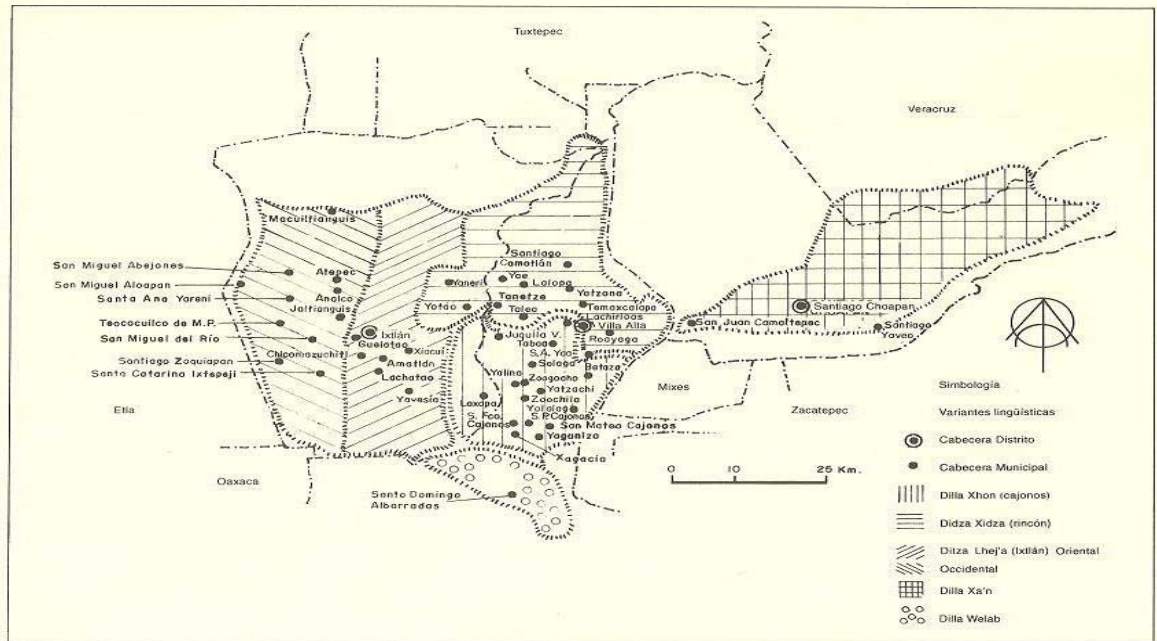 Tuxtepec
Veracruz
Macuiltianguis
San Miguel Abejones
San Miguel Aloapan
Santa Ana Yareni
Teococuilco de M.P.
San Miguel del Río
Santiago Zoquiapan
Santa Catarina Ixtepeji
Etla
Oaxaca
Atepec
Analco
Jaltianguis
Ixtlán
Guelatao
Chicomezuchitl
Xiacuí
Amatlán
Lachatao
Yavesía
Santiago
Camotlán
Yae
Lalopa
Yaneri
Yatzona
Tanetze
Temaxcalapa
Yotao
Talea
Lachirioag
Villa Alta
Juquila V.
Roayaga
Tabaa
S.A. Yaa
Solaga
Betaza
Yalina
Zoogocho
Yatzachi
Laxopa
Zoochila
Yalalag
S. Fco.
Cajonos
S.P. Cajonos
San Mateo Cajonos
Yaganiza
Xagacía
Santo Domingo
Albarradas
Mixes
Zacatepec
San Juan Comaltepec
Santiago Choapan
Santiago
Yaveo
0 10 25 Km.
Simbología
Variantes lingüísticas
Cabecera Distrito
Cabecera Municipal
Dilla Xhon (cajonos)
Didza Xidza (rincón)
Ditza Lhej'a (Ixtlán) Oriental
Occidental
Dilla Xa'n
Dilla Welab